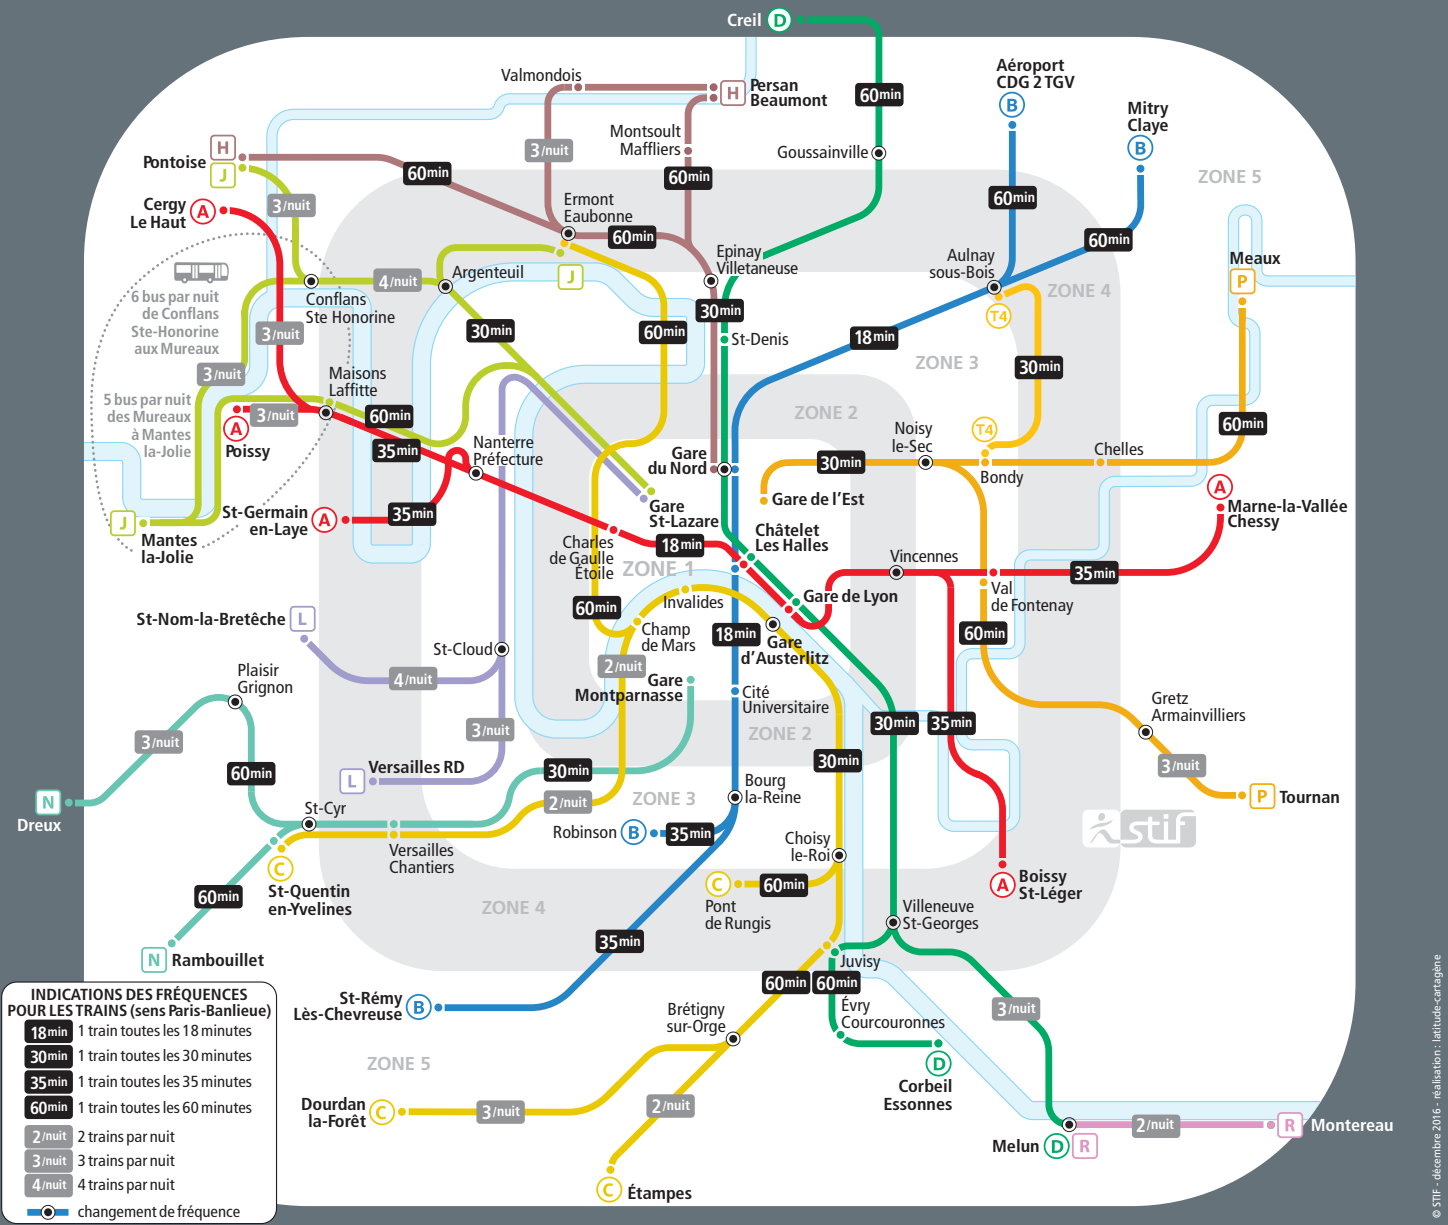 Creil D
Valmondois
H Persan
Beaumont
Aéroport
CDG 2 TGV
B
Mitry
Claye
B
60min
Montsoult
Maffliers
3/nuit
Goussainville
H
Pontoise
J
60min
60min
ZONE 5
Cergy
Le Haut
A
3/nuit
Ermont
Eaubonne
60min
60min
60min
Epinay
Villetaneuse
Aulnay
sous-Bois
Meaux
P
6 bus par nuit
de Conflans
Ste-Honorine
aux Mureaux
4/nuit
Argenteuil
J
Conflans
Ste Honorine
ZONE 4
T4
30min
3/nuit
30min
60min
St-Denis
18min
ZONE 3
30min
3/nuit
Maisons
Laffitte
5 bus par nuit
des Mureaux
à Mantes
la-Jolie
3/nuit
A
Poissy
60min
35min
Nanterre
Préfecture
ZONE 2
T4
Noisy
le-Sec
60min
Chelles
Gare
du Nord
30min
Bondy
Gare de l'Est
A
Marne-la-Vallée
Chessy
J
Mantes
la-Jolie
St-Germain
en-Laye
A
35min
Gare
St-Lazare
Charles
de Gaulle
Étoile
18min
Châtelet
Les Halles
ZONE 1
Vincennes
35min
Val
de Fontenay
Gare de Lyon
Invalides
60min
St-Nom-la-Bretêche L
Champ
de Mars
18min
Gare
d'Austerlitz
60min
St-Cloud
2/nuit
4/nuit
Plaisir
Grignon
Gare
Montparnasse
Cité
Universitaire
Gretz
Armainvilliers
3/nuit
3/nuit
ZONE 2
30min
35min
30min
3/nuit
60min
L Versailles RD
30min
Bourg
la-Reine
P Tournan
N
Dreux
St-Cyr
2/nuit
ZONE 3
Robinson B
35min
Choisy
le-Roi
stif
Versailles
Chantiers
C
St-Quentin
en-Yvelines
60min
C
60min
Pont
de Rungis
A Boissy
St-Léger
ZONE 4
Villeneuve
St-Georges
35min
N Rambouillet
Juvisy
60min
60min
St-Rémy
Lès-Chevreuse
B
Brétigny
sur-Orge
Évry
Courcouronnes
3/nuit
ZONE 5
D
Corbeil
Essonnes
Dourdan
la-Forêt
C
3/nuit
2/nuit
Melun D R
2/nuit
R Montereau
C Étampes
INDICATIONS DES FRÉQUENCES
POUR LES TRAINS (sens Paris-Banlieue)
18min 1 train toutes les 18 minutes
30min 1 train toutes les 30 minutes
35min 1 train toutes les 35 minutes
60min 1 train toutes les 60 minutes
2/nuit 2 trains par nuit
3/nuit 3 trains par nuit
4/nuit 4 trains par nuit
changement de fréquence
© STIF - décembre 2016 - réalisation : latitude-cartagène